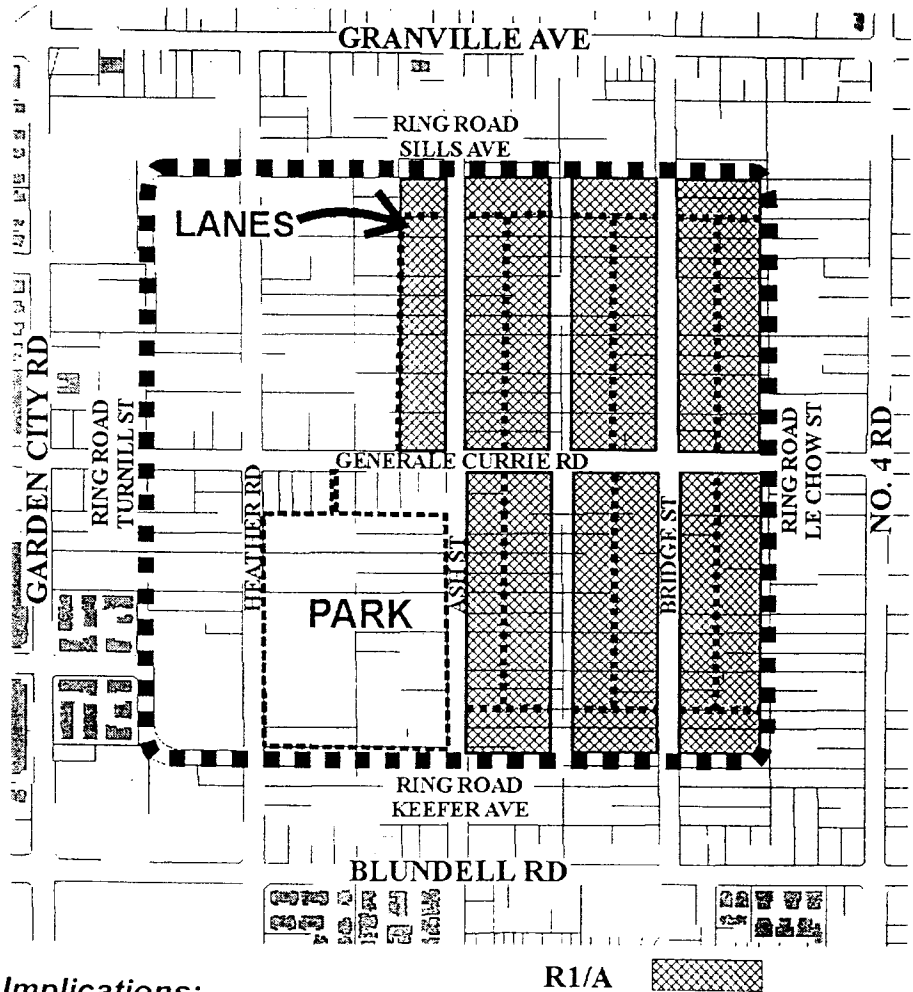 GRANVILLE AVE
RING ROAD
SILLS AVE
LANES
GARDEN CITY RD
RING ROAD
TURNILL ST
HEATHER RD
GENERALE CURRIE RD
PARK
ASH ST
BRIDGE ST
RING ROAD
LE CHOW ST
NO. 4 RD
RING ROAD
KEEFER AVE
BLUNDELL RD
R1/A
Implications: